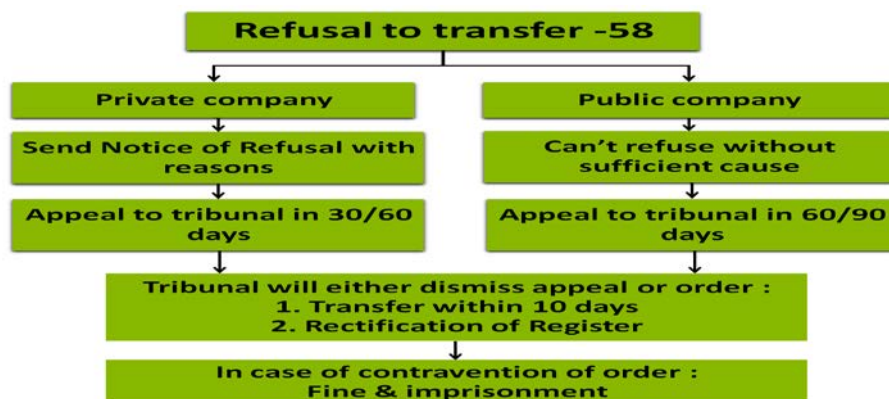 Refusal to transfer -58
Private company
Public company
Send Notice of Refusal with
reasons
Can't refuse without
sufficient cause
Appeal to tribunal in 30/60
days
Appeal to tribunal in 60/90
days
Tribunal will either dismiss appeal or order :
1. Transfer within 10 days
2. Rectification of Register
In case of contravention of order :
Fine & imprisonment